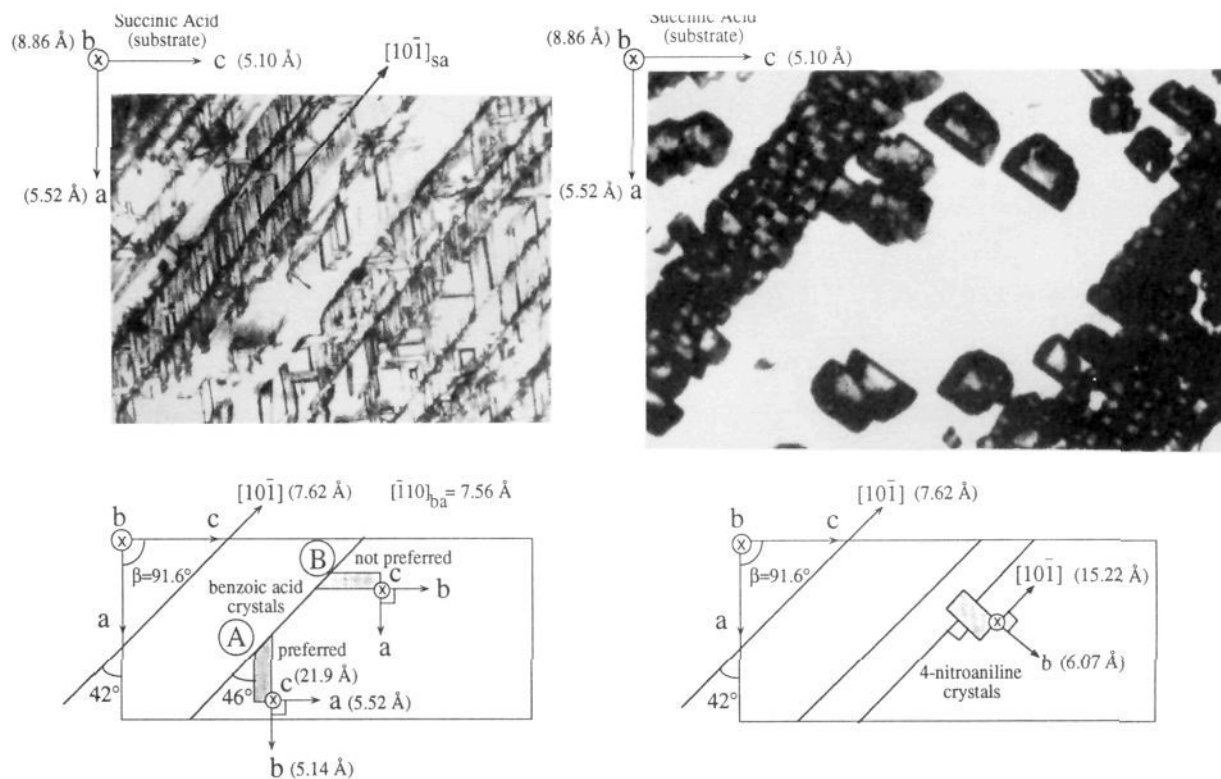 Succinic Acid
(substrate)
(8.86 Å) b
c (5.10 Å)
[101̄]sa
a
(5.52 Å)
Succinic Acid
(substrate)
(8.86 Å) b
c (5.10 Å)
a
(5.52 Å)
[101̄] (7.62 Å) [1̄10]ba = 7.56 Å
b
c
β=91.6°
a
42°
B not preferred
benzoic acid
crystals
c
b
a
A preferred
c (21.9 Å)
46°
a (5.52 Å)
b (5.14 Å)
[101̄] (7.62 Å)
b
c
β=91.6°
a
42°
[101̄] (15.22 Å)
b (6.07 Å)
4-nitroaniline
crystals